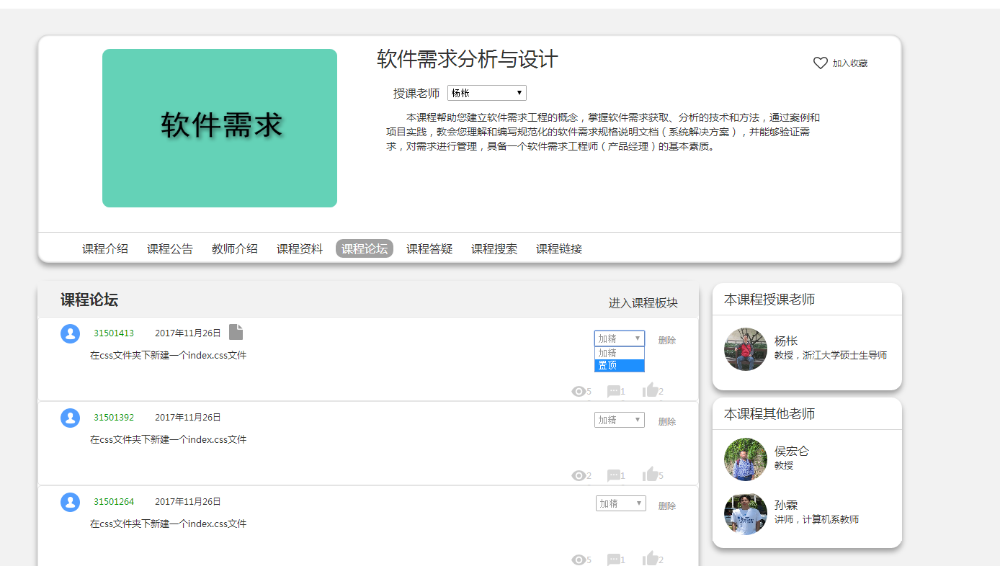 软件需求
软件需求分析与设计
加入收藏
授课老师 杨枨
本课程帮助您建立软件需求工程的概念，掌握软件需求获取、分析的技术和方法，通过案例和
项目实践，教会您理解和编写规范化的软件需求规格说明文档（系统解决方案），并能够验证需
求，对需求进行管理，具备一个软件需求工程师（产品经理）的基本素质。
课程介绍 课程公告 教师介绍 课程资料 课程论坛 课程答疑 课程搜索 课程链接
课程论坛 进入课程板块
31501413 2017年11月26日 加精 删除
在css文件夹下新建一个index.css文件
加精
置顶
5 1 2
31501392 2017年11月26日 加精 删除
在css文件夹下新建一个index.css文件
2 1 5
31501264 2017年11月26日 加精 删除
在css文件夹下新建一个index.css文件
5 1 2
本课程授课老师
杨枨
教授，浙江大学硕士生导师
本课程其他老师
侯宏仑
教授
孙霖
讲师，计算机系教师